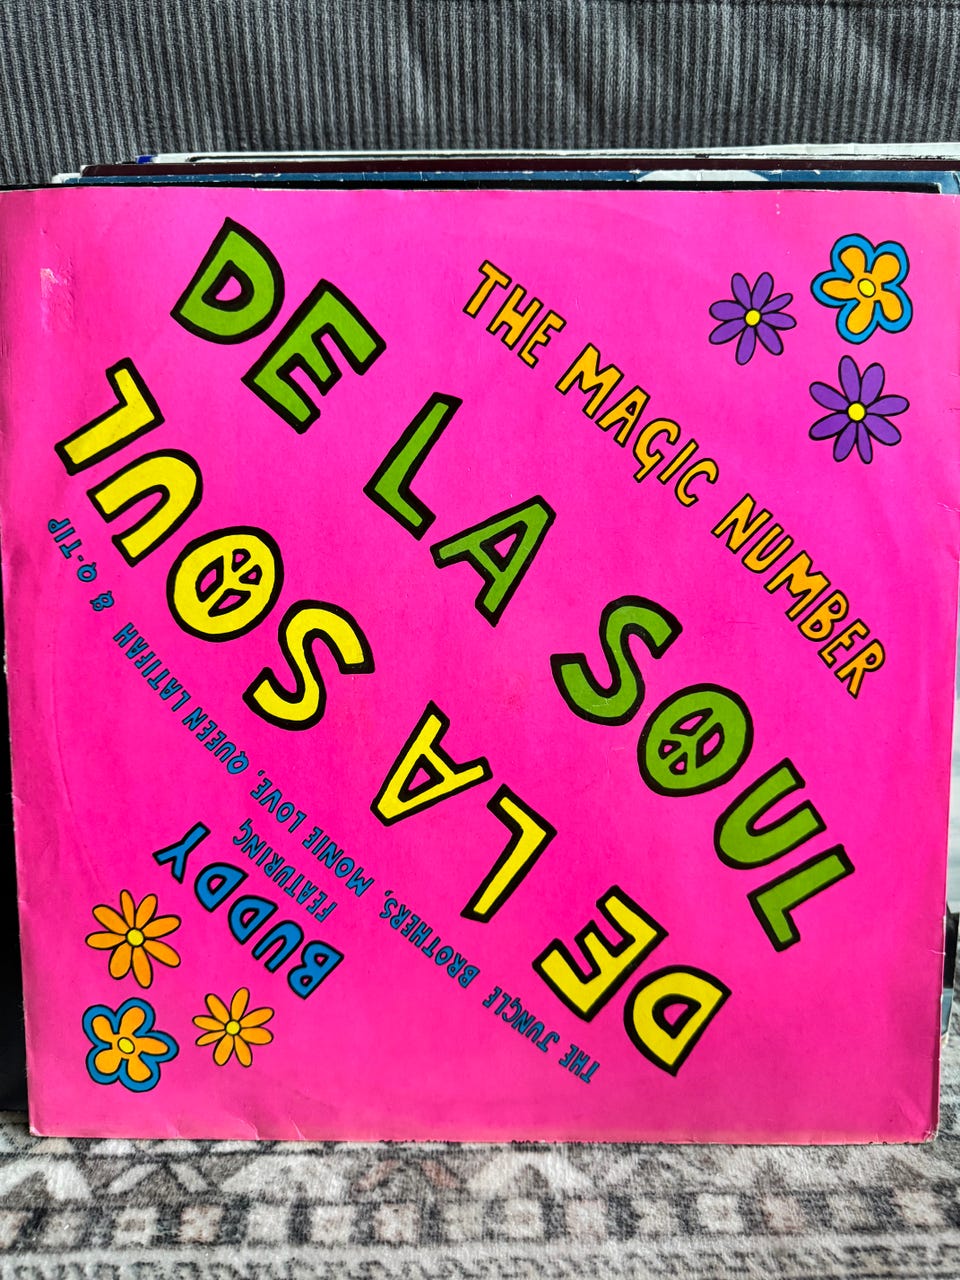 THE MAGIC NUMBER
DE LA SOUL
DE LA SOUL
BUDDY
FEATURING
THE JUNGLE BROTHERS, MONIE LOVE, QUEEN LATIFAH & Q-TIP